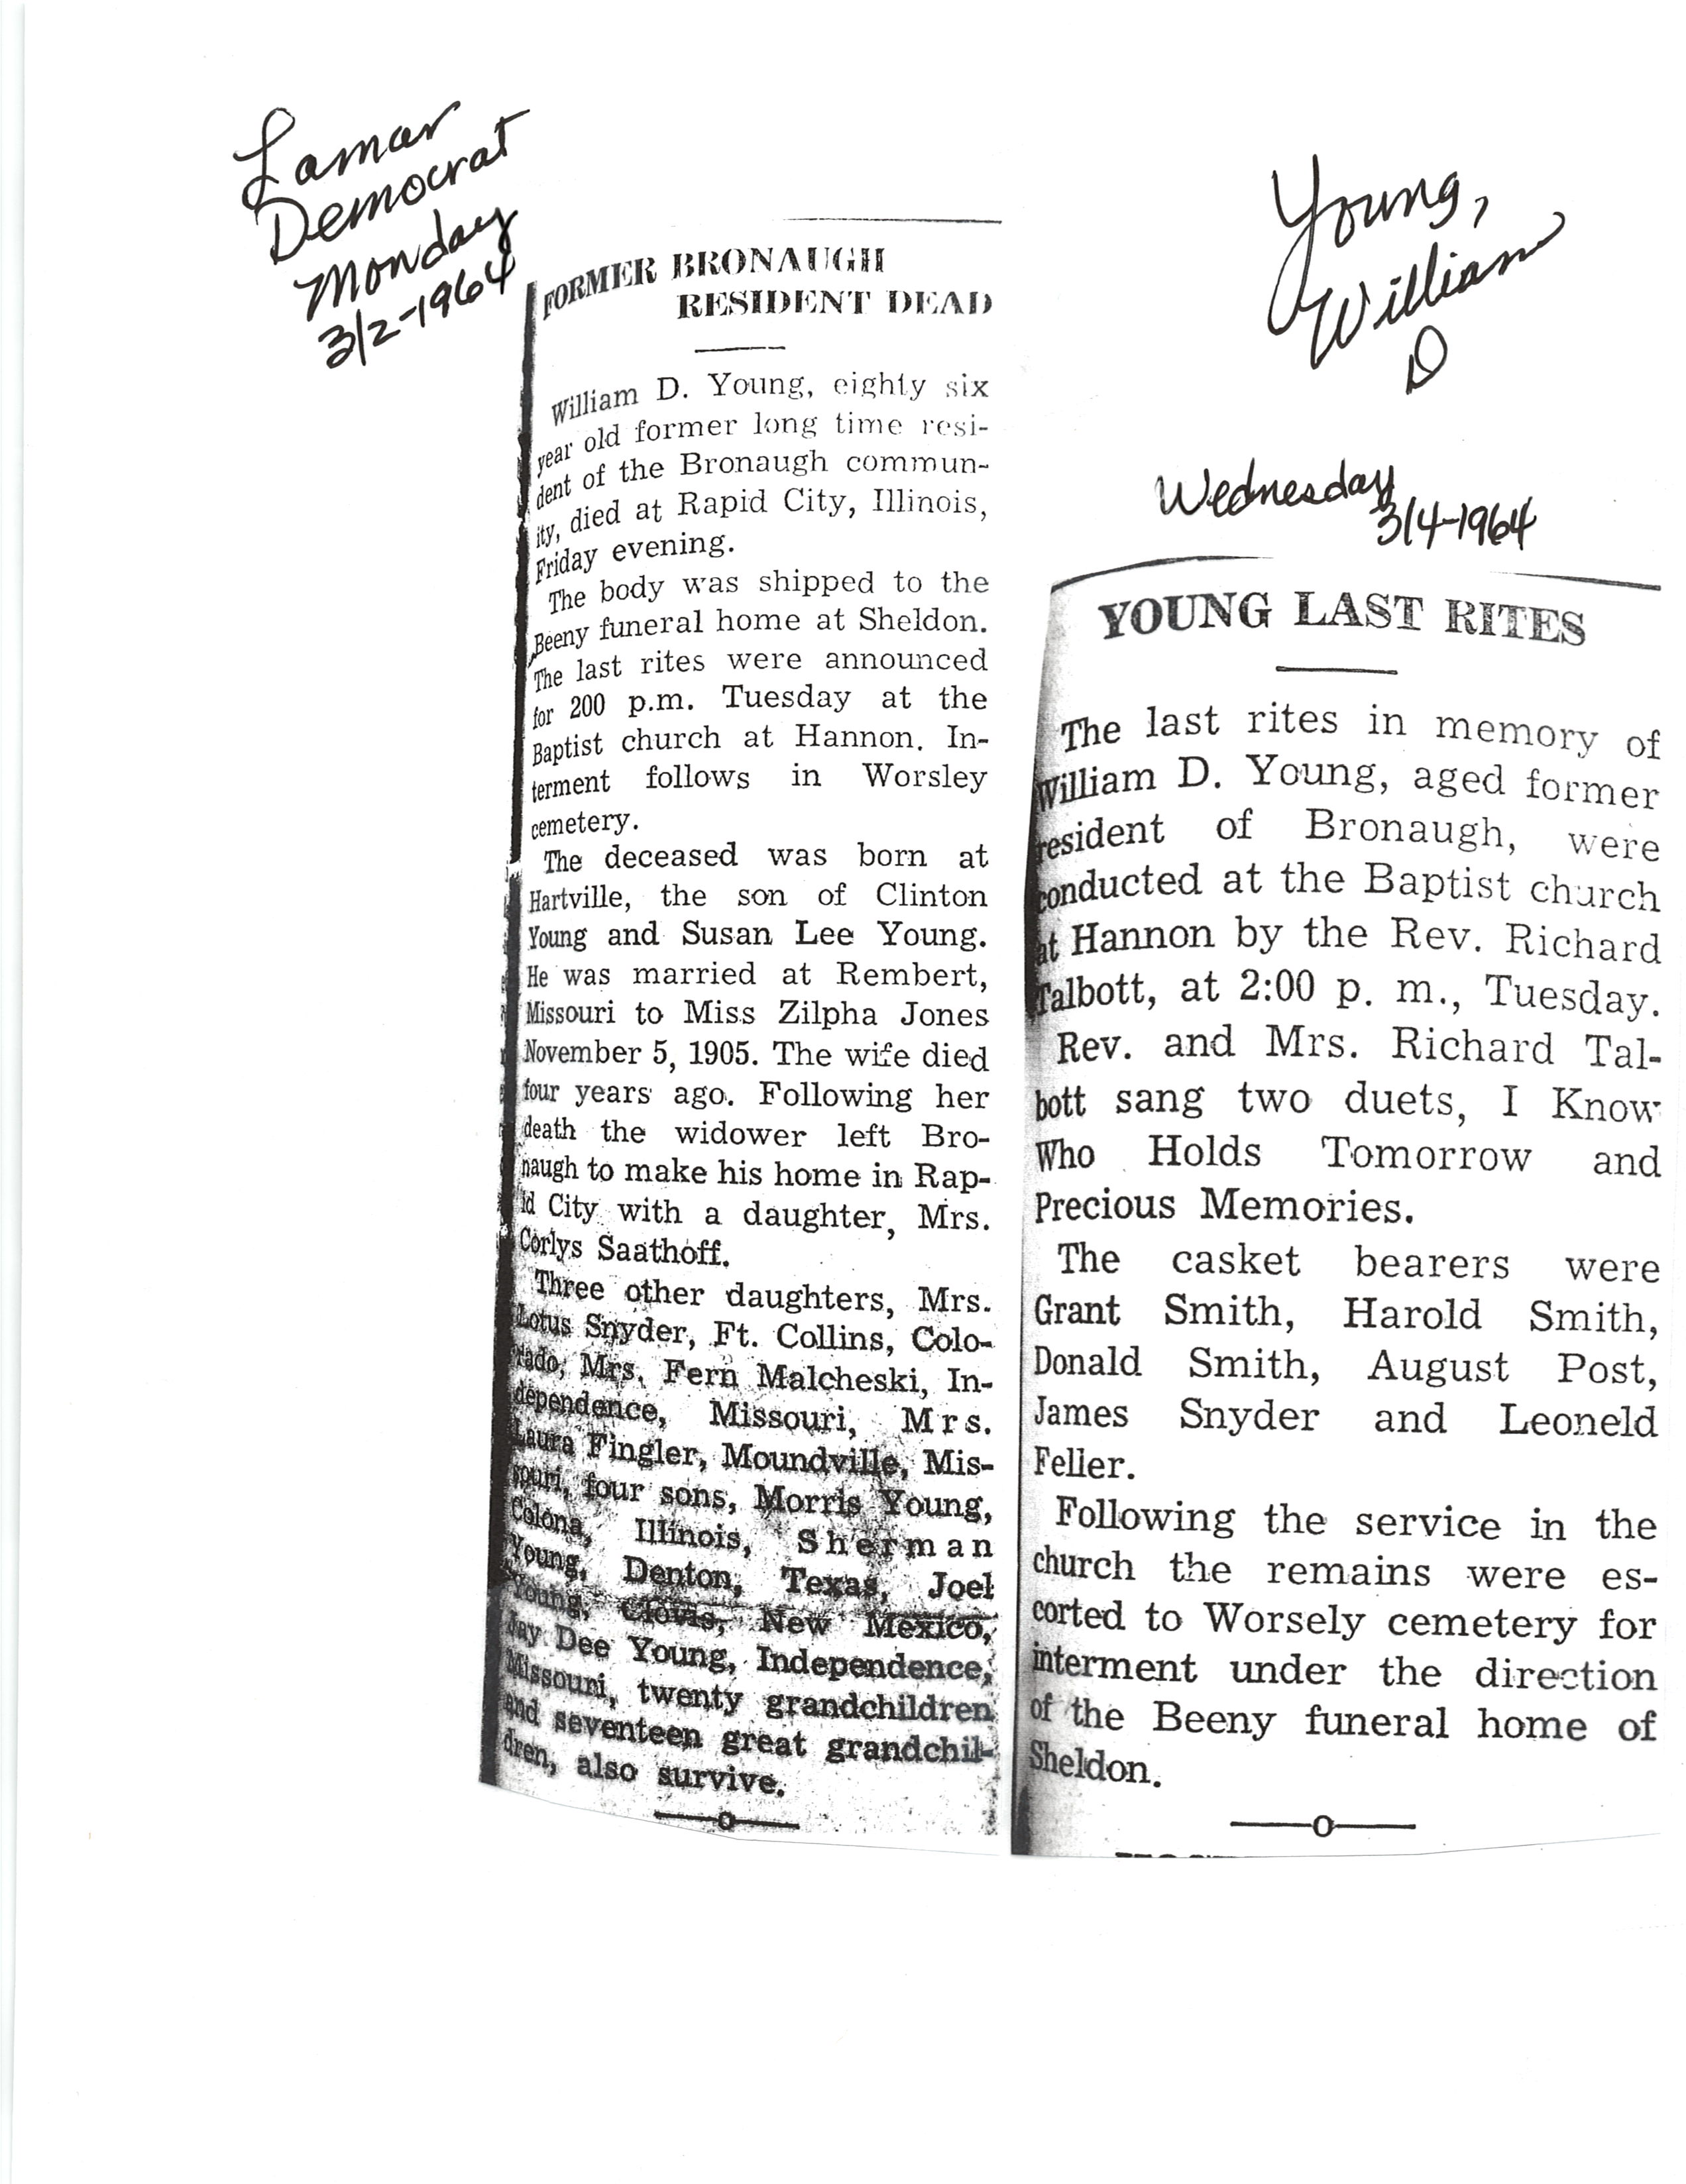 Lamar
Democrat
Monday
3/2-1964
FORMER BRONAUGH
RESIDENT DEAD
William D. Young, eighty six
year old former long time resi-
dent of the Bronaugh commun-
ity, died at Rapid City, Illinois,
Friday evening.
The body was shipped to the
Beeny funeral home at Sheldon.
The last rites were announced
for 200 p.m. Tuesday at the
Baptist church at Hannon. In-
terment follows in Worsley
cemetery.
The deceased was born at
Hartville, the son of Clinton
Young and Susan Lee Young.
He was married at Rembert,
Missouri to Miss Zilpha Jones
November 5, 1905. The wife died
four years ago. Following her
death the widower left Bro-
naugh to make his home in Rap-
id City with a daughter, Mrs.
Corlys Saathoff.
Three other daughters, Mrs.
Lotus Snyder, Ft. Collins, Colo-
rado, Mrs. Fern Malcheski, In-
dependence, Missouri, Mrs.
Laura Fingler, Moundville, Mis-
souri, four sons, Morris Young,
Colona, Illinois, Sherman
Young, Denton, Texas, Joel
Young, Clovis, New Mexico,
Jay Dee Young, Independence,
Missouri, twenty grandchildren
and seventeen great grandchil-
dren, also survive.
Young,
William
D
Wednesday
3/4-1964
YOUNG LAST RITES
The last rites in memory of
William D. Young, aged former
resident of Bronaugh, were
conducted at the Baptist church
at Hannon by the Rev. Richard
Talbott, at 2:00 p. m., Tuesday.
Rev. and Mrs. Richard Tal-
bott sang two duets, I Know
Who Holds Tomorrow and
Precious Memories.
The casket bearers were
Grant Smith, Harold Smith,
Donald Smith, August Post,
James Snyder and Leoneld
Feller.
Following the service in the
church the remains were es-
corted to Worsely cemetery for
interment under the direction
of the Beeny funeral home of
Sheldon.